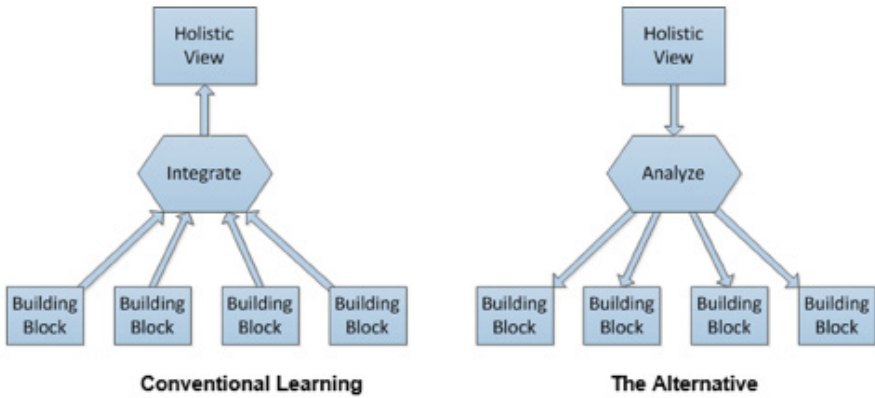 Holistic
View
Integrate
Building
Block
Building
Block
Building
Block
Building
Block
Conventional Learning
Holistic
View
Analyze
Building
Block
Building
Block
Building
Block
Building
Block
The Alternative